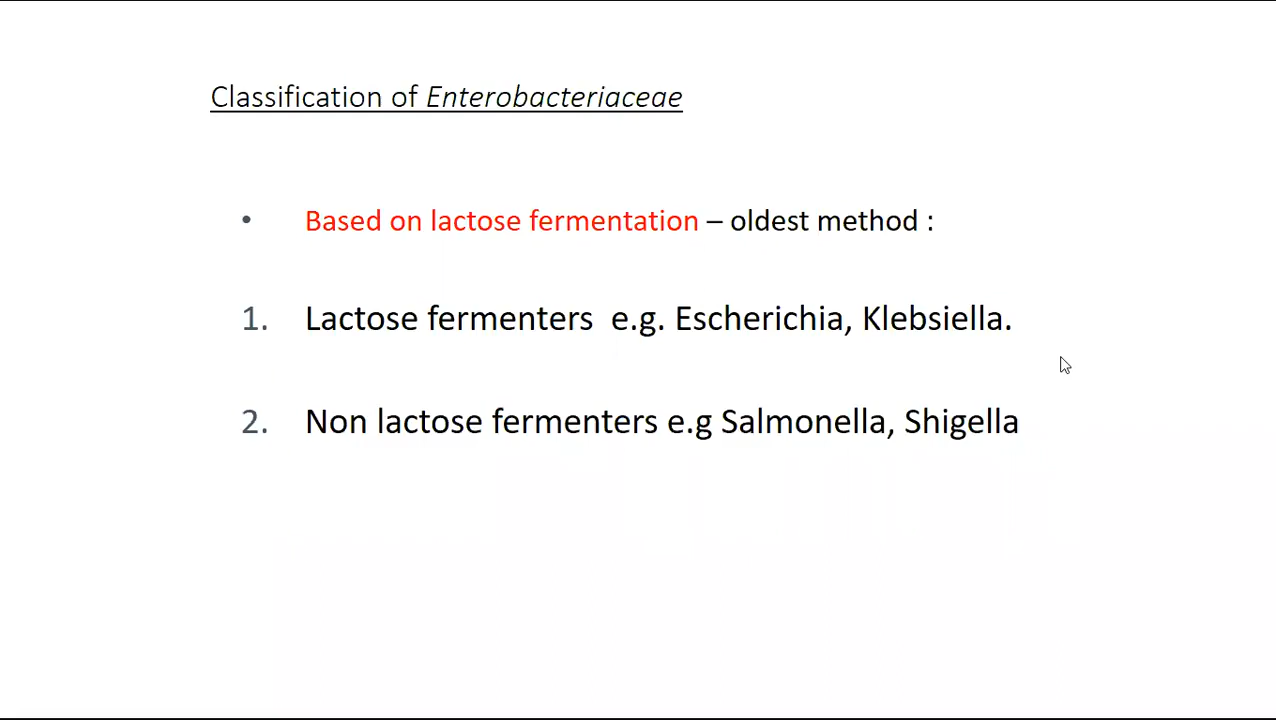 Classification of Enterobacteriaceae
• Based on lactose fermentation – oldest method :
1. Lactose fermenters  e.g. Escherichia, Klebsiella.
2. Non lactose fermenters e.g Salmonella, Shigella